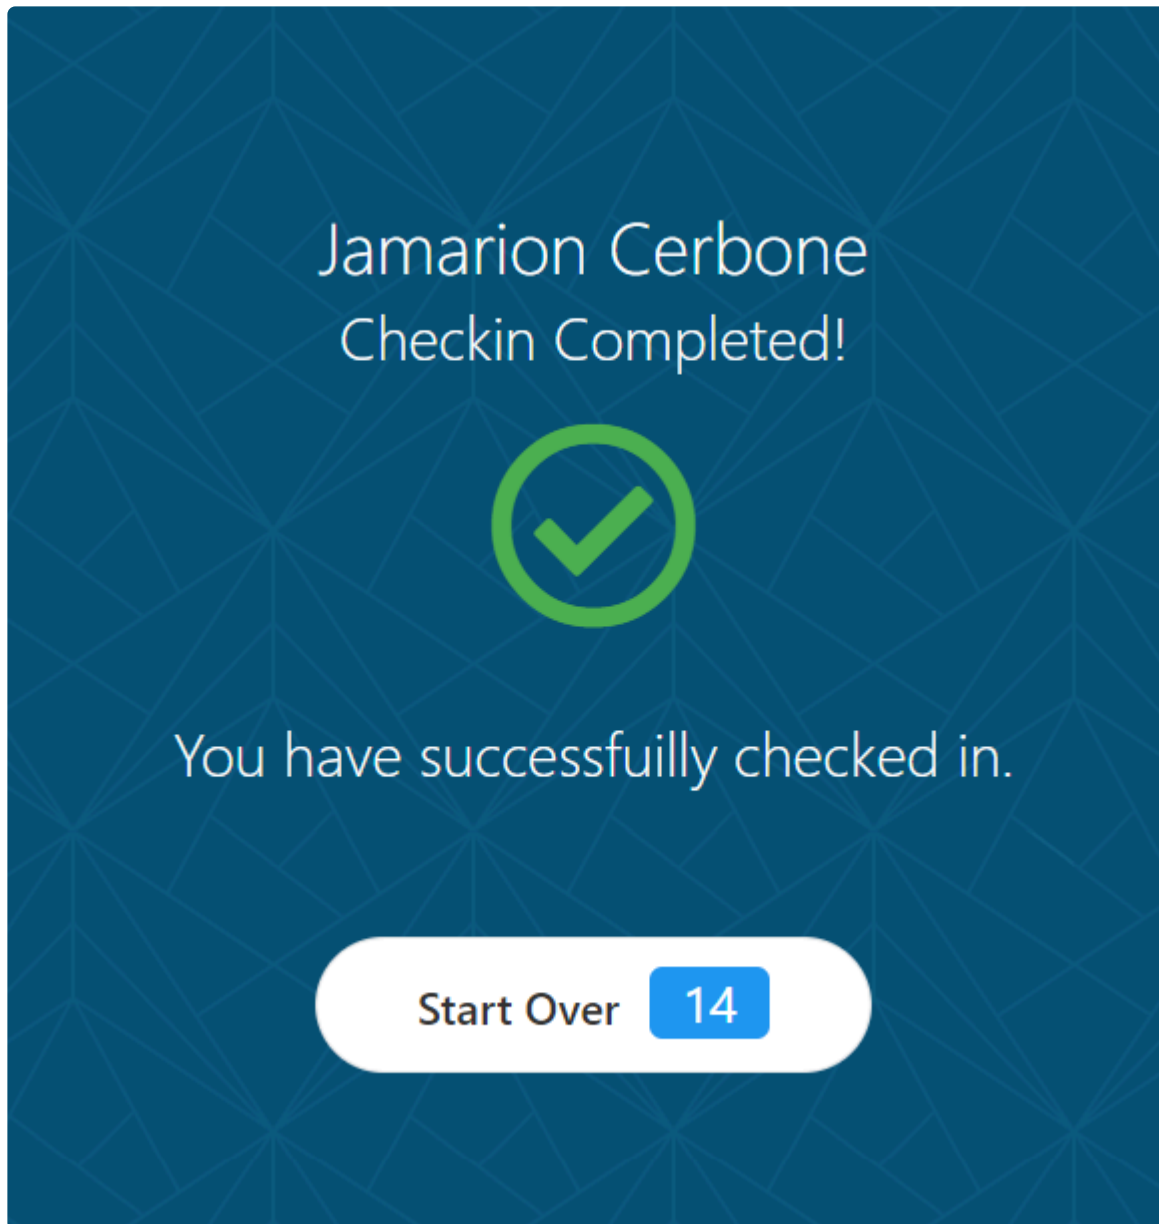 Jamarion Cerbone
Checkin Completed!
You have successfuilly checked in.
Start Over 14